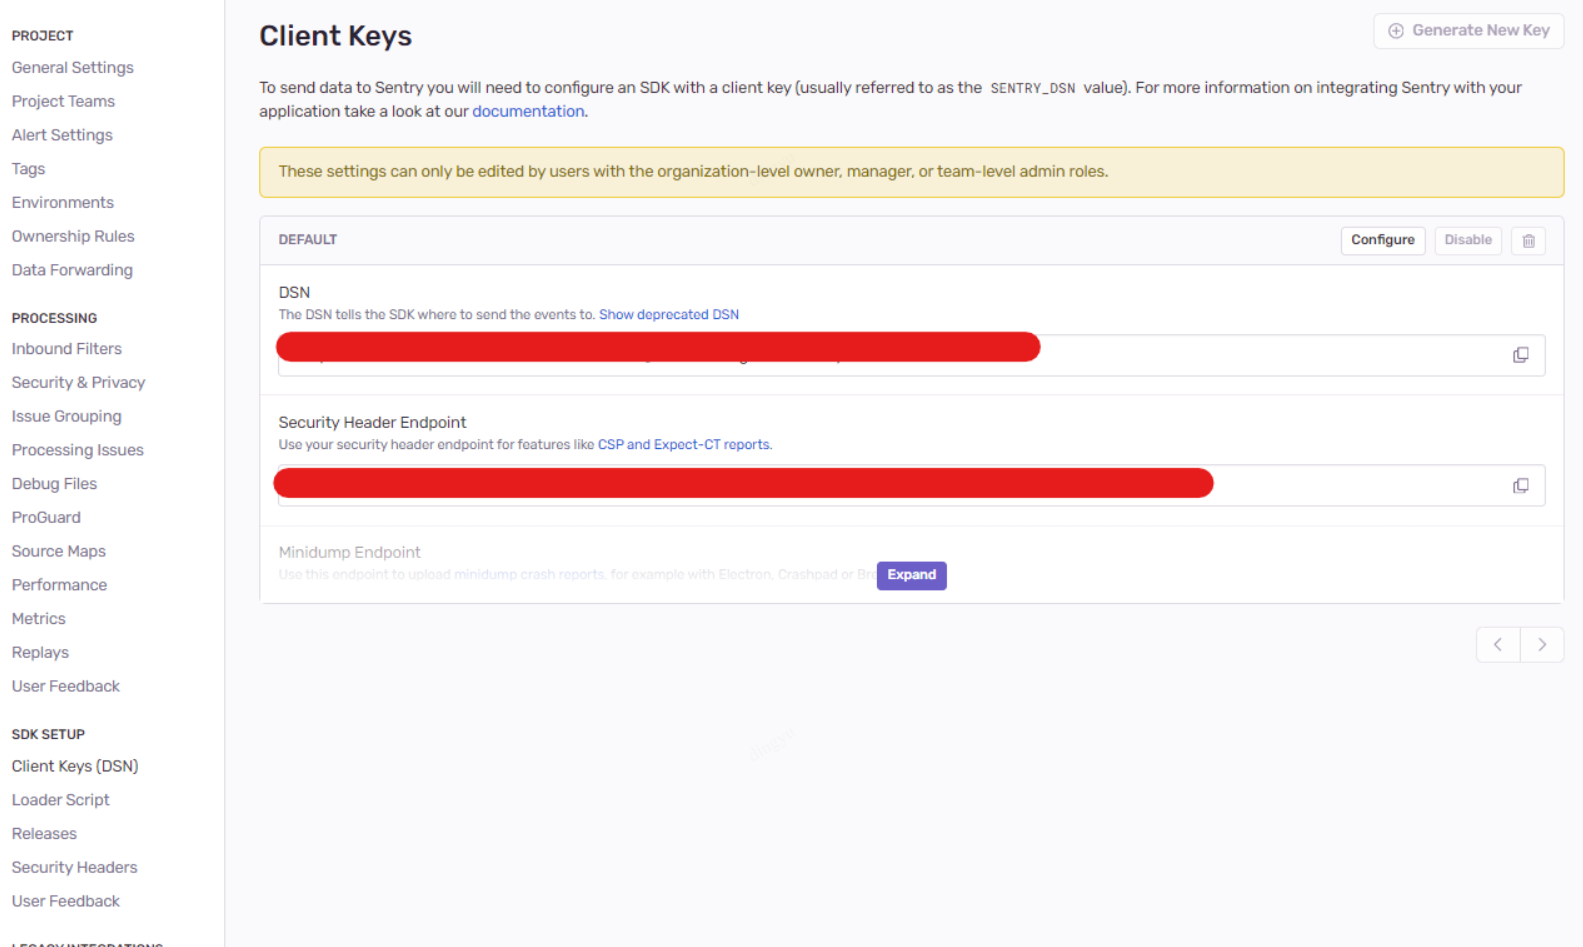 PROJECT
General Settings
Project Teams
Alert Settings
Tags
Environments
Ownership Rules
Data Forwarding
PROCESSING
Inbound Filters
Security & Privacy
Issue Grouping
Processing Issues
Debug Files
ProGuard
Source Maps
Performance
Metrics
Replays
User Feedback
SDK SETUP
Client Keys (DSN)
Loader Script
Releases
Security Headers
User Feedback
LEGACY INTEGRATIONS
Client Keys
Generate New Key
To send data to Sentry you will need to configure an SDK with a client key (usually referred to as the SENTRY_DSN value). For more information on integrating Sentry with your
application take a look at our documentation.
These settings can only be edited by users with the organization-level owner, manager, or team-level admin roles.
DEFAULT
Configure
Disable
DSN
The DSN tells the SDK where to send the events to. Show deprecated DSN
Security Header Endpoint
Use your security header endpoint for features like CSP and Expect-CT reports.
Minidump Endpoint
Use this endpoint to upload minidump crash reports, for example with Electron, Crashpad or
Expand